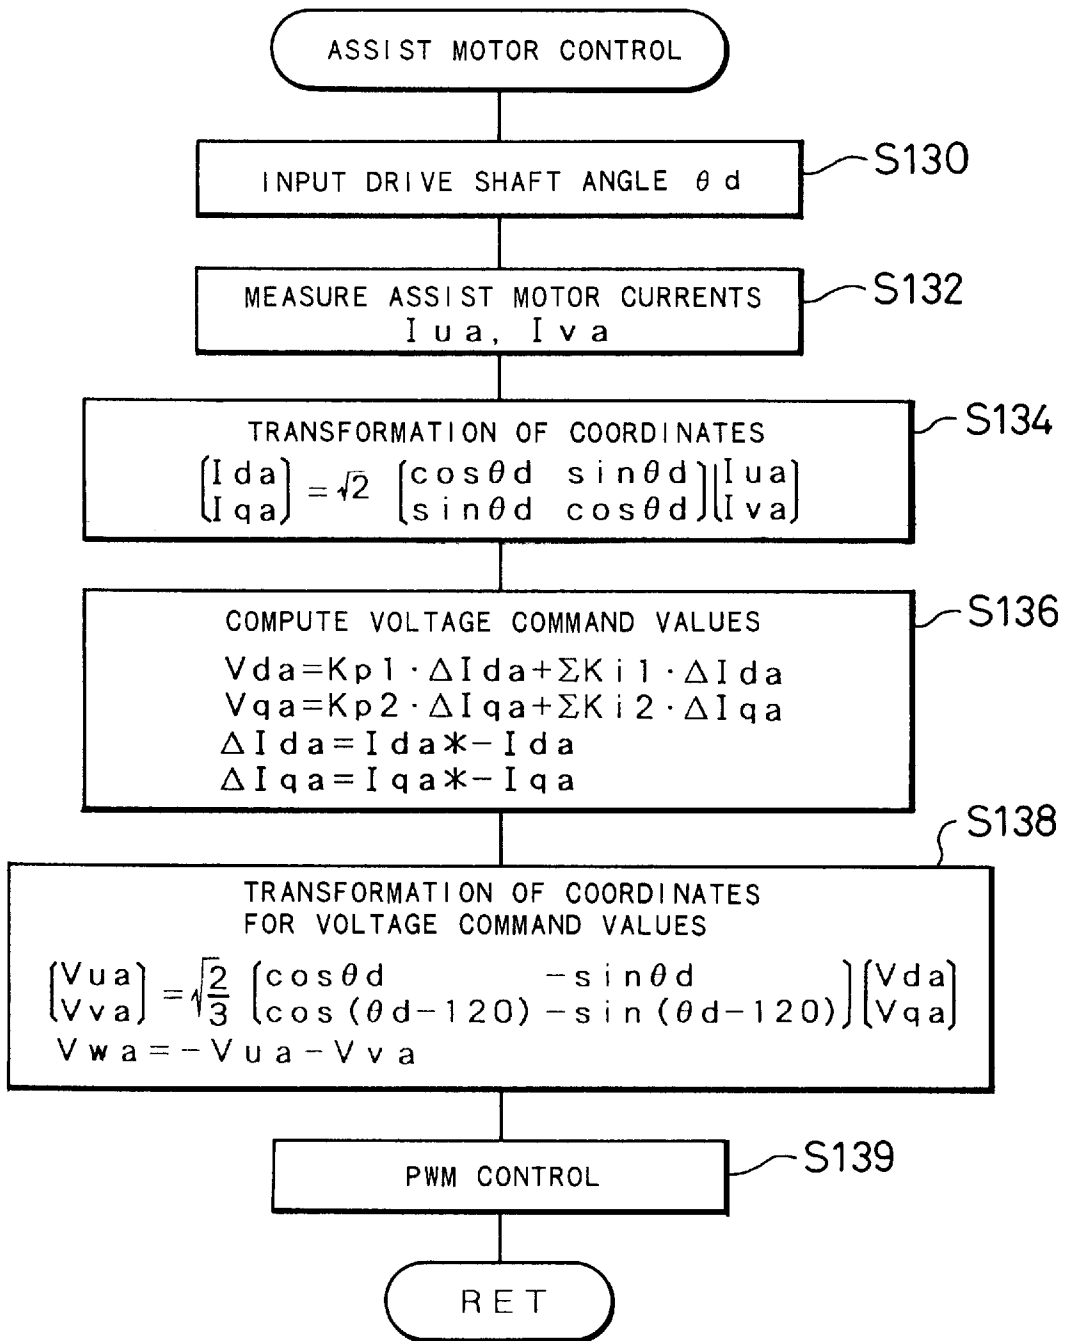 ASSIST MOTOR CONTROL
INPUT DRIVE SHAFT ANGLE θd
S130
MEASURE ASSIST MOTOR CURRENTS
Iua, Iva
S132
TRANSFORMATION OF COORDINATES
S134
[Ida] = √2 [cosθd sinθd][Iua]
[Iqa] [sinθd cosθd][Iva]
COMPUTE VOLTAGE COMMAND VALUES
S136
Vda=Kp1·ΔIda+ΣKi1·ΔIda
Vqa=Kp2·ΔIqa+ΣKi2·ΔIqa
ΔIda=Ida*-Ida
ΔIqa=Iqa*-Iqa
S138
TRANSFORMATION OF COORDINATES
FOR VOLTAGE COMMAND VALUES
[Vua] = √2/3 [cosθd -sinθd][Vda]
[Vva] [cos(θd-120) -sin(θd-120)][Vqa]
Vwa=-Vua-Vva
PWM CONTROL
S139
RET